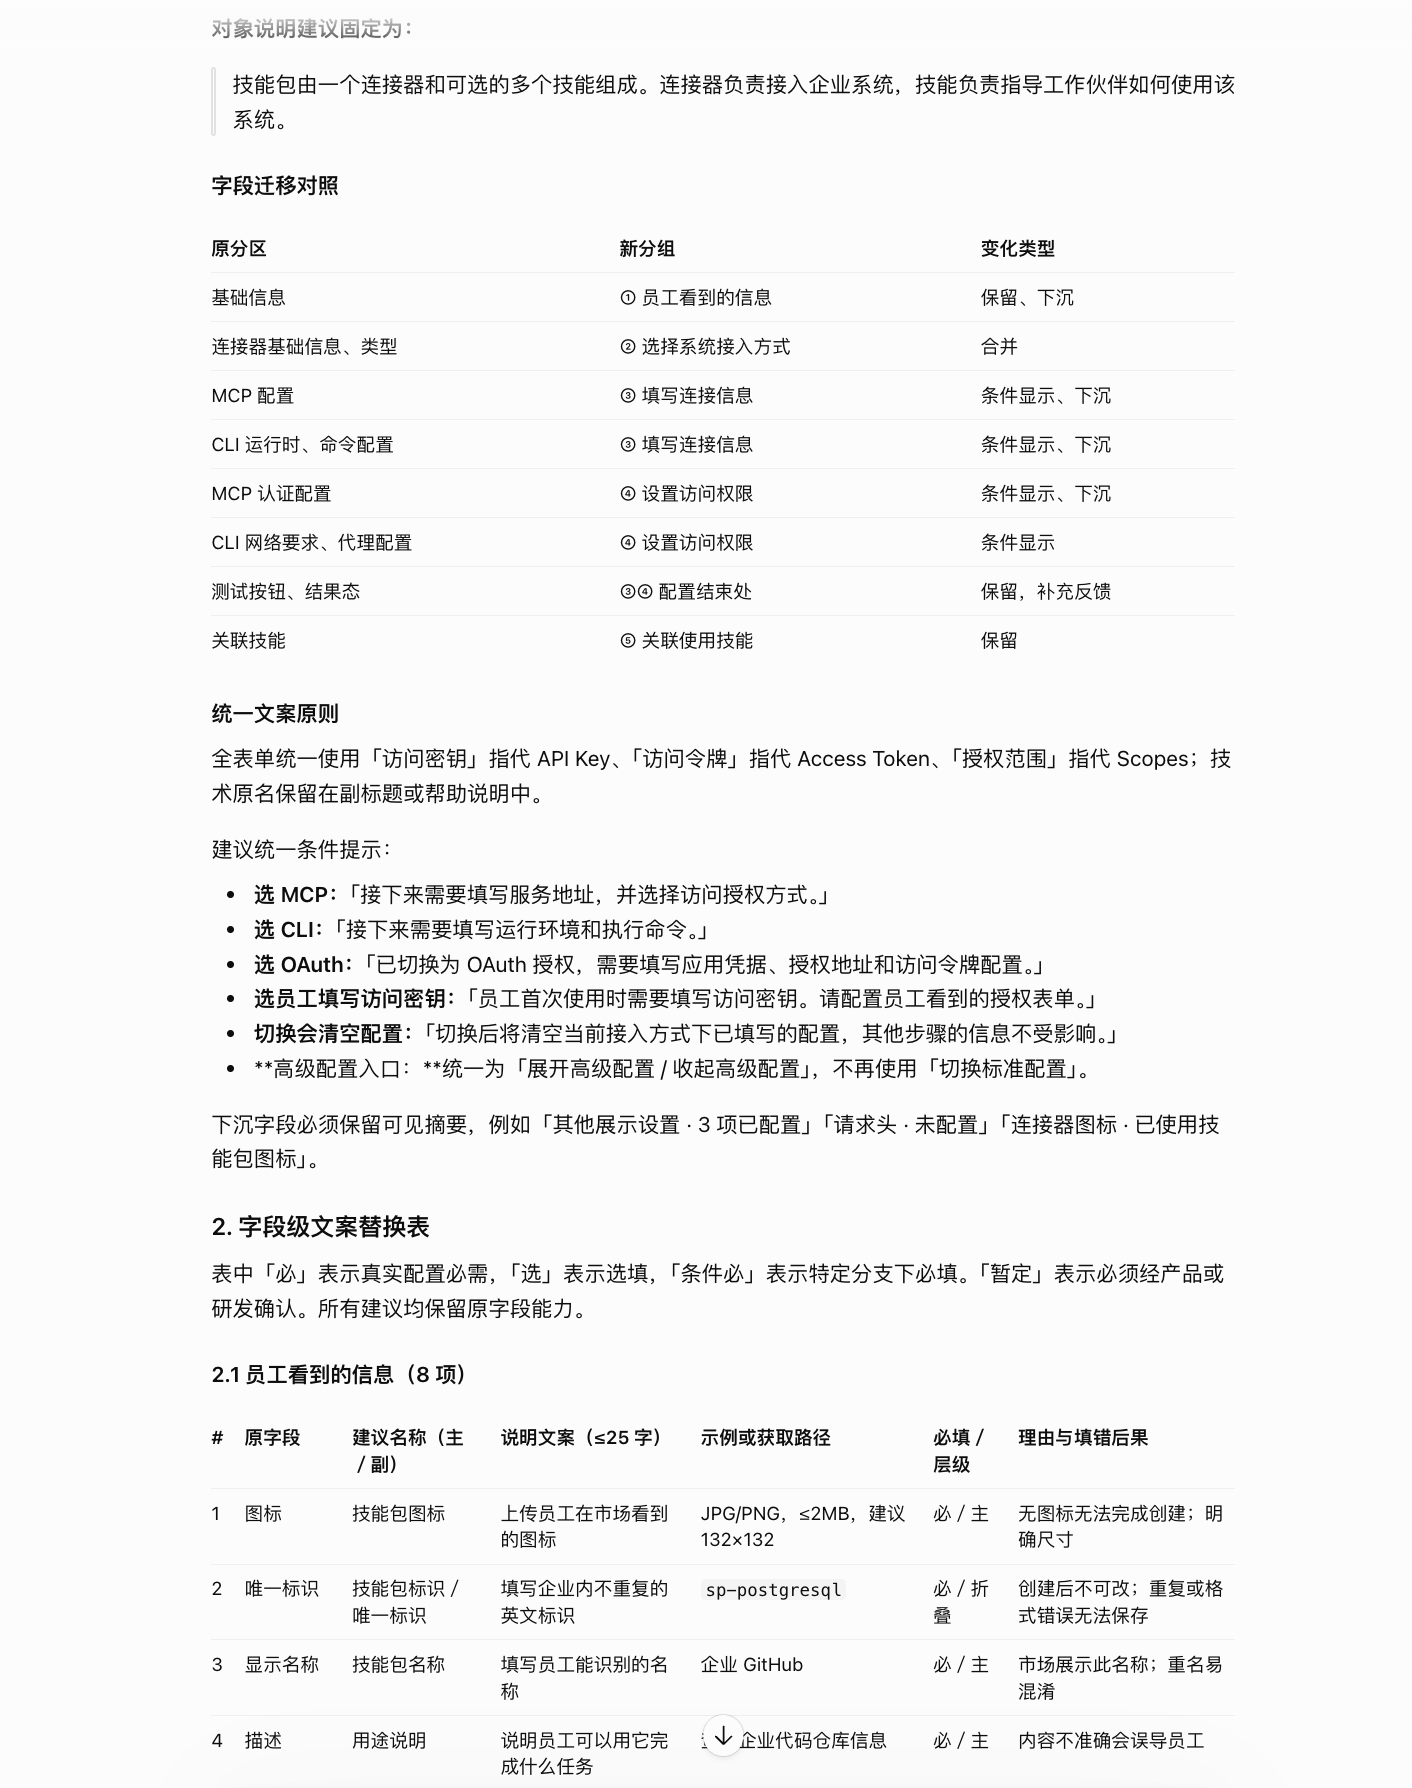 对象说明建议固定为：
技能包由一个连接器和可选的多个技能组成。连接器负责接入企业系统，技能负责指导工作伙伴如何使用该
系统。
字段迁移对照
原分区 新分组 变化类型
基础信息 ① 员工看到的信息 保留、下沉
连接器基础信息、类型 ② 选择系统接入方式 合并
MCP 配置 ③ 填写连接信息 条件显示、下沉
CLI 运行时、命令配置 ③ 填写连接信息 条件显示、下沉
MCP 认证配置 ④ 设置访问权限 条件显示、下沉
CLI 网络要求、代理配置 ④ 设置访问权限 条件显示
测试按钮、结果态 ③④ 配置结束处 保留，补充反馈
关联技能 ⑤ 关联使用技能 保留
统一文案原则
全表单统一使用「访问密钥」指代 API Key、「访问令牌」指代 Access Token、「授权范围」指代 Scopes；技
术原名保留在副标题或帮助说明中。
建议统一条件提示：
• 选 MCP：「接下来需要填写服务地址，并选择访问授权方式。」
• 选 CLI：「接下来需要填写运行环境和执行命令。」
• 选 OAuth：「已切换为 OAuth 授权，需要填写应用凭据、授权地址和访问令牌配置。」
• 选员工填写访问密钥：「员工首次使用时需要填写访问密钥。请配置员工看到的授权表单。」
• 切换会清空配置：「切换后将清空当前接入方式下已填写的配置，其他步骤的信息不受影响。」
• **高级配置入口：**统一为「展开高级配置 / 收起高级配置」，不再使用「切换标准配置」。
下沉字段必须保留可见摘要，例如「其他展示设置 · 3 项已配置」「请求头 · 未配置」「连接器图标 · 已使用技
能包图标」。
2. 字段级文案替换表
表中「必」表示真实配置必需，「选」表示选填，「条件必」表示特定分支下必填。「暂定」表示必须经产品或
研发确认。所有建议均保留原字段能力。
2.1 员工看到的信息（8 项）
# 原字段 建议名称（主 说明文案（≤25 字） 示例或获取路径 必填 / 理由与填错后果
/ 副） 层级
1 图标 技能包图标 上传员工在市场看到 JPG/PNG，≤2MB，建议 必 / 主 无图标无法完成创建；明
的图标 132×132 确尺寸
2 唯一标识 技能包标识 / 填写企业内不重复的 sp-postgresql 必 / 折 创建后不可改；重复或格
唯一标识 英文标识 叠 式错误无法保存
3 显示名称 技能包名称 填写员工能识别的名 企业 GitHub 必 / 主 市场展示此名称；重名易
称 混淆
4 描述 用途说明 说明员工可以用它完 企业代码仓库信息 必 / 主 内容不准确会误导员工
成什么任务